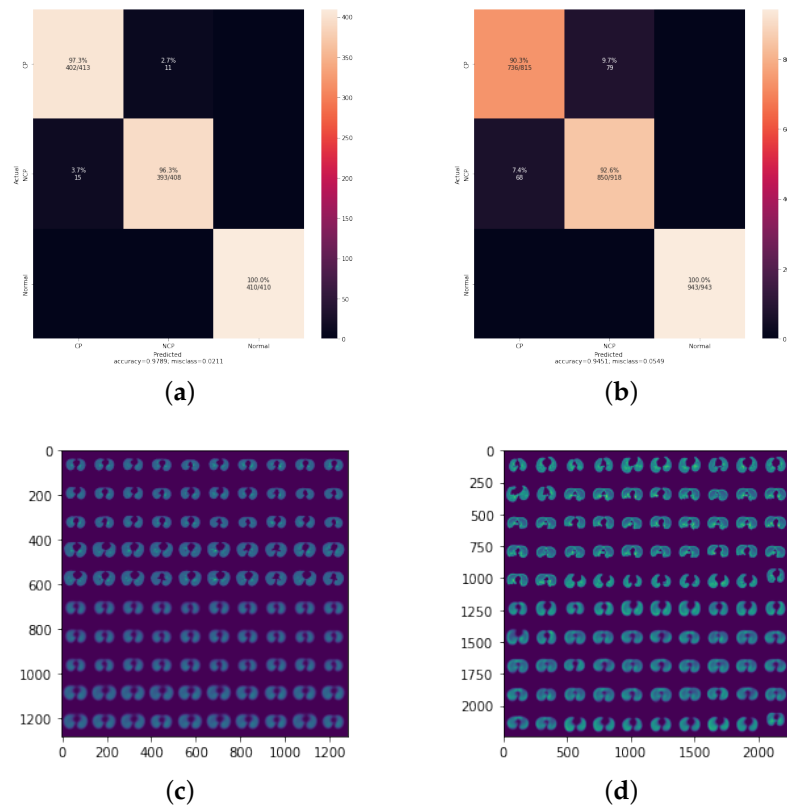 CP
Actual
NCP
Normal
97.3%
402/413
2.7%
11
3.7%
15
96.3%
393/408
100.0%
410/410
CP
NCP
Normal
Predicted
accuracy=0.9789, misclass=0.0211
400
350
300
250
200
150
100
50
0
(a)
CP
Actual
NCP
Normal
90.3%
736/815
9.7%
79
7.4%
68
92.6%
850/918
100.0%
943/943
CP
NCP
Normal
Predicted
accuracy=0.9451, misclass=0.0549
(b)
0
200
400
600
800
1000
1200
0
200
400
600
800
1000
1200
(c)
0
250
500
750
1000
1250
1500
1750
2000
0
500
1000
1500
2000
(d)